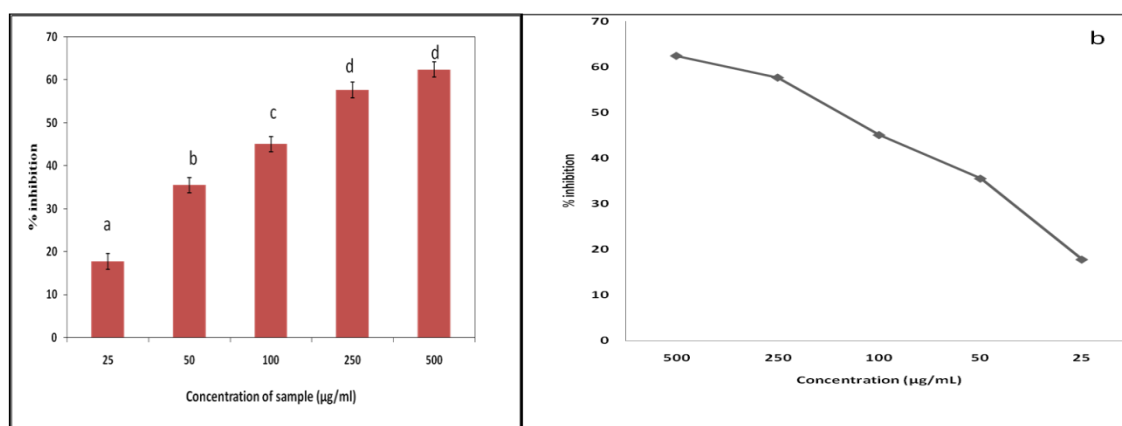 70
60
50
40
30
20
10
0
% inhibition
a
b
c
d
d
25 50 100 250 500
Concentration of sample (µg/ml)
b
70
60
50
40
30
20
10
0
% inhibition
500 250 100 50 25
Concentration (µg/mL)